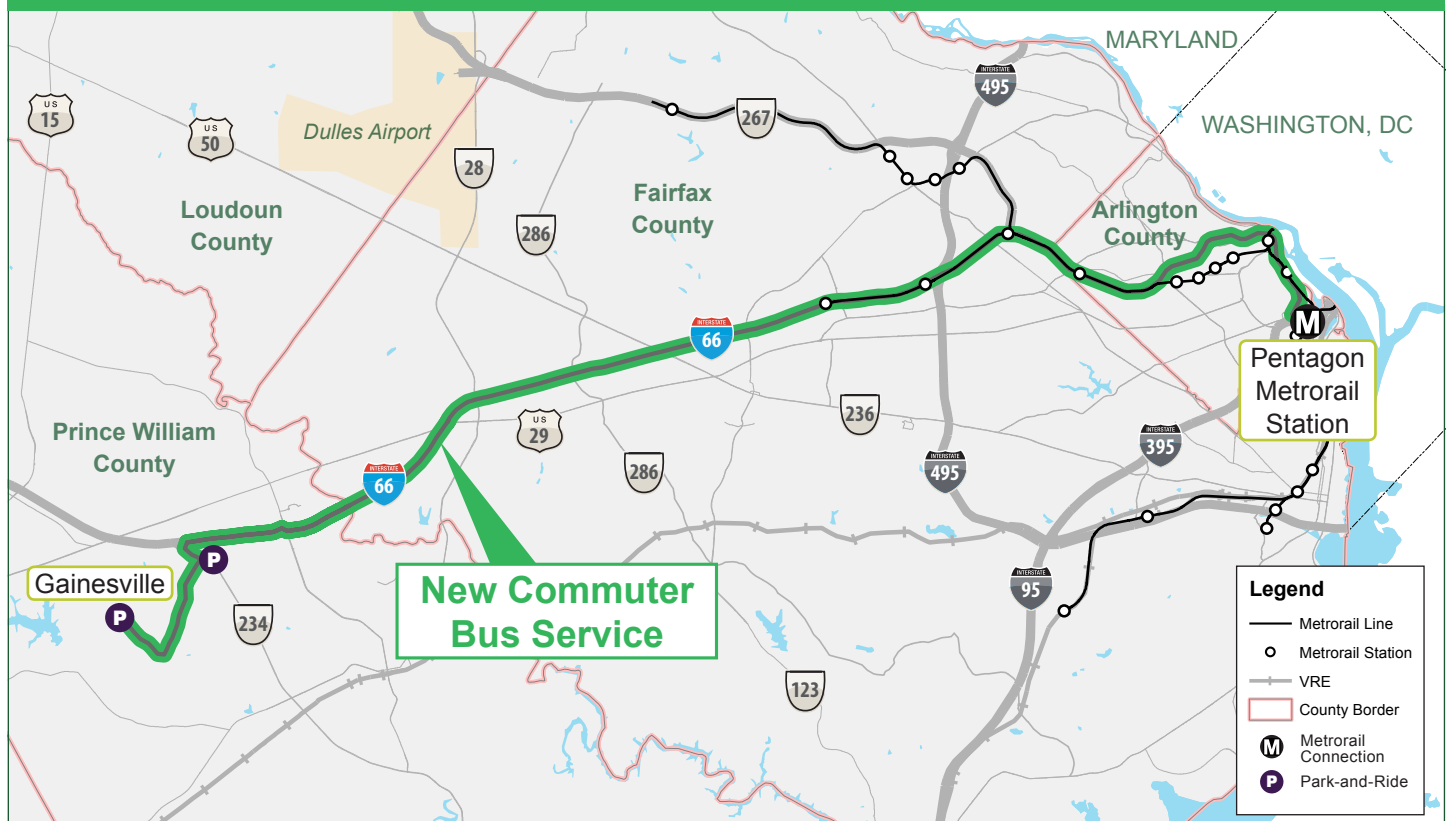 MARYLAND
INTERSTATE
495
US
15
267
WASHINGTON, DC
US
50
Dulles Airport
28
Fairfax
County
Loudoun
County
286
Arlington
County
INTERSTATE
66
M
Pentagon
Metrorail
Station
236
US
29
Prince William
County
INTERSTATE
395
INTERSTATE
66
286
INTERSTATE
495
P
Gainesville
P
234
New Commuter
Bus Service
INTERSTATE
95
123
Legend
Metrorail Line
Metrorail Station
VRE
County Border
M
Metrorail
Connection
P
Park-and-Ride